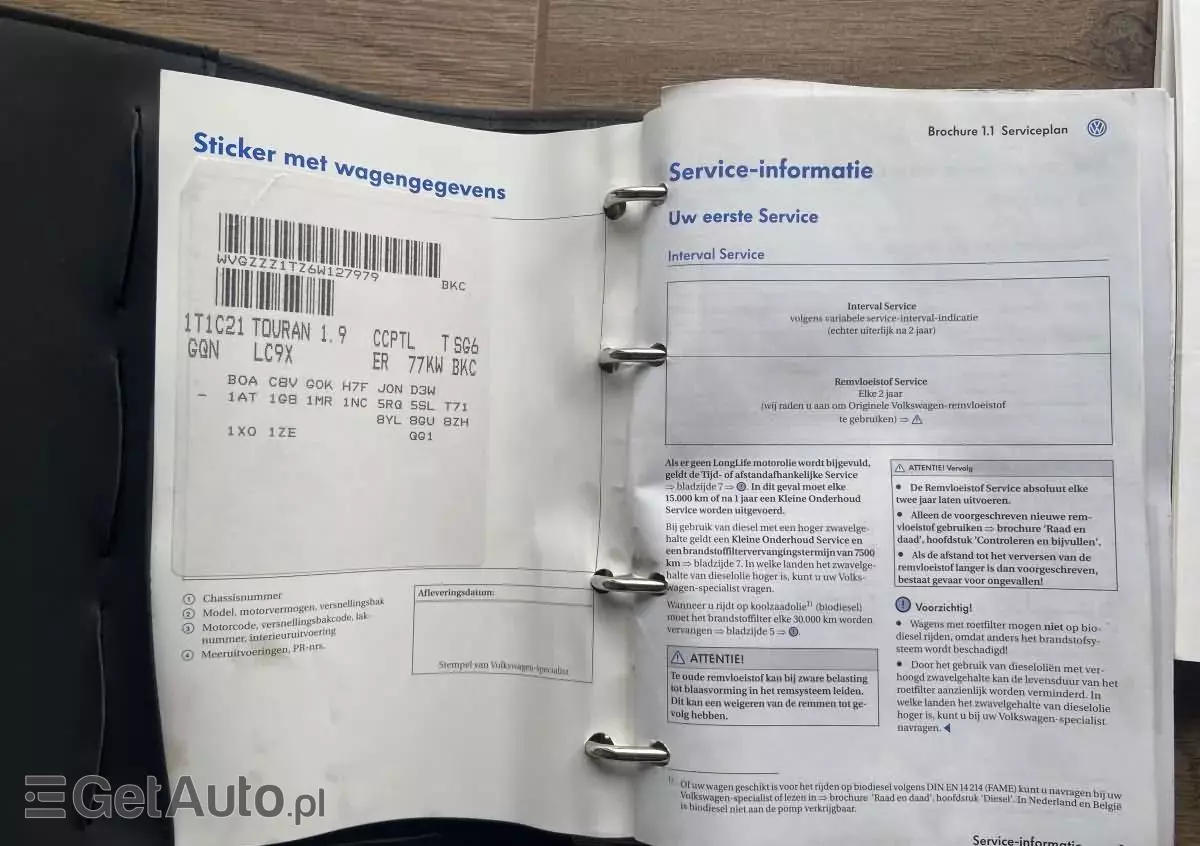 Sticker met wagengegevens
WVGZZZ1TZ6W127979
BKC
1T1C21 TOURAN 1.9 CCPTL T SG6
GQN LC9X ER 77KW BKC
BOA C8V GOK H7F JON D3W
- 1AT 1GB 1MR 1NC 5RQ 5SL T71
8YL 8GU 8ZH
1XO 1ZE GG1
1 Chassisnummer
2 Model, motorvermogen, versnellingsbak
3 Motorcode, versnellingsbakcode, lak-
nummer, interieuruitvoering
4 Meeruitvoeringen, PR-nrs.
Afleveringsdatum:
Stempel van Volkswagen-specialist
Brochure 1.1 Serviceplan
Service-informatie
Uw eerste Service
Interval Service
Interval Service
volgens variabele service-interval-indicatie
(echter uiterlijk na 2 jaar)
Remvloeistof Service
Elke 2 jaar
(wij raden u aan om Originele Volkswagen-remvloeistof
te gebruiken) ⇒ ⚠
Als er geen LongLife motorolie wordt bijgevuld,
geldt de Tijd- of afstandafhankelijke Service
⇒ bladzijde 7 ⇒ ①. In dit geval moet elke
15.000 km of na 1 jaar een Kleine Onderhoud
Service worden uitgevoerd.
Bij gebruik van diesel met een hoger zwavelge-
halte geldt een Kleine Onderhoud Service en
een brandstoffiltervervangingstermijn van 7500
km ⇒ bladzijde 7. In welke landen het zwavelge-
halte van dieselolie hoger is, kunt u uw Volks-
wagen-specialist vragen.
Wanneer u rijdt op koolzaadolie¹⁾ (biodiesel)
moet het brandstoffilter elke 30.000 km worden
vervangen ⇒ bladzijde 5 ⇒ ①.
⚠ ATTENTIE!
Te oude remvloeistof kan bij zware belasting
tot blaasvorming in het remsysteem leiden.
Dit kan een weigeren van de remmen tot ge-
volg hebben.
⚠ ATTENTIE! Vervolg
• De Remvloeistof Service absoluut elke
twee jaar laten uitvoeren.
• Alleen de voorgeschreven nieuwe rem-
vloeistof gebruiken ⇒ brochure 'Raad en
daad', hoofdstuk 'Controleren en bijvullen'.
• Als de afstand tot het verversen van de
remvloeistof langer is dan voorgeschreven,
bestaat gevaar voor ongevallen!
! Voorzichtig!
• Wagens met roetfilter mogen niet op bio-
diesel rijden, omdat anders het brandstofsy-
steem wordt beschadigd!
• Door het gebruik van dieseloliën met ver-
hoogd zwavelgehalte kan de levensduur van het
roetfilter aanzienlijk worden verminderd. In
welke landen het zwavelgehalte van dieselolie
hoger is, kunt u bij uw Volkswagen-specialist
navragen. ◀
¹⁾ Of uw wagen geschikt is voor het rijden op biodiesel volgens DIN EN 14 214 (FAME) kunt u navragen bij uw
Volkswagen-specialist of lezen in ⇒ brochure 'Raad en daad', hoofdstuk 'Diesel'. In Nederland en België
is biodiesel niet aan de pomp verkrijgbaar.
Service-informatie
GetAuto.pl